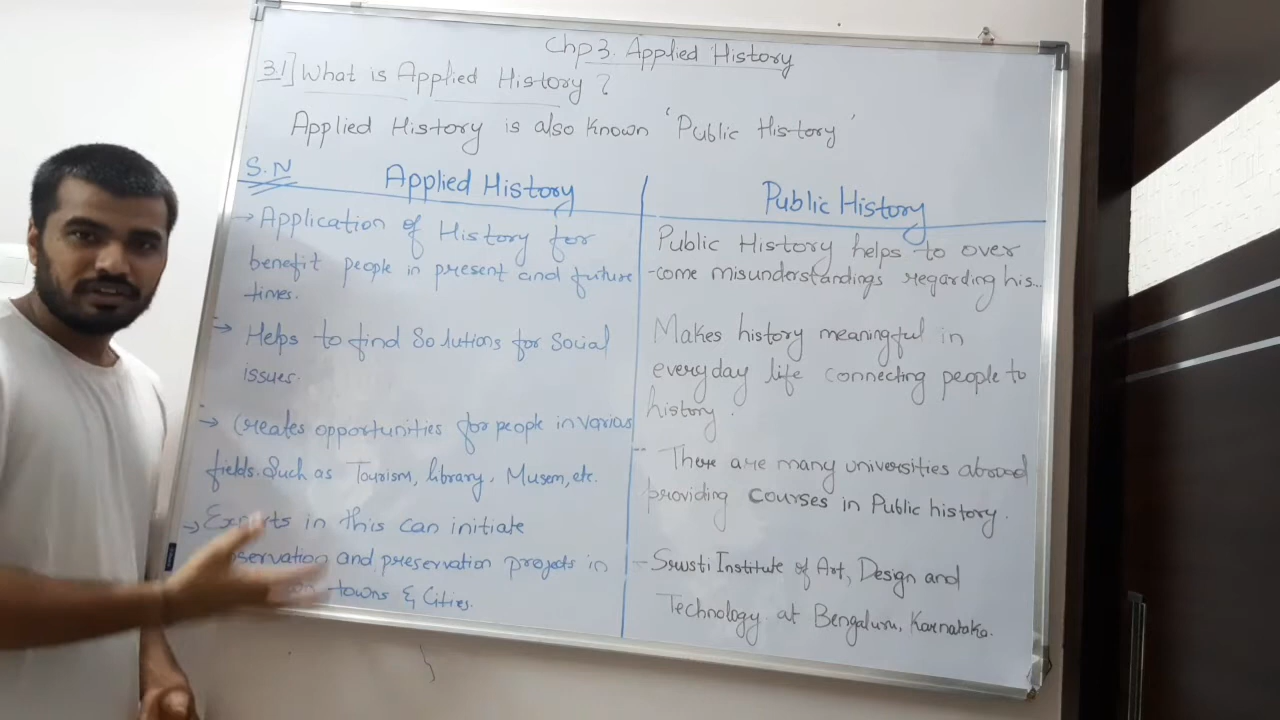 Chp 3. Applied History
3.1] What is Applied History ?
Applied History is also known 'Public History'
S.N
Applied History
Public History
→ Application of History for
benefit people in present and future
times.
→ Helps to find Solutions for Social
issues.
→ Creates opportunities for people in varios
fields. Such as Tourism, library, Musem, etc.
→ Experts in this can initiate
and preservation projects in
towns & Cities.
Public History helps to over
-come misunderstandings regarding his...
Makes history meaningful in
everyday life connecting people to
history.
There are many universities abroad
providing courses in Public history.
- Srusti Institute of Art, Design and
Technology at Bengaluru, Karnataka.